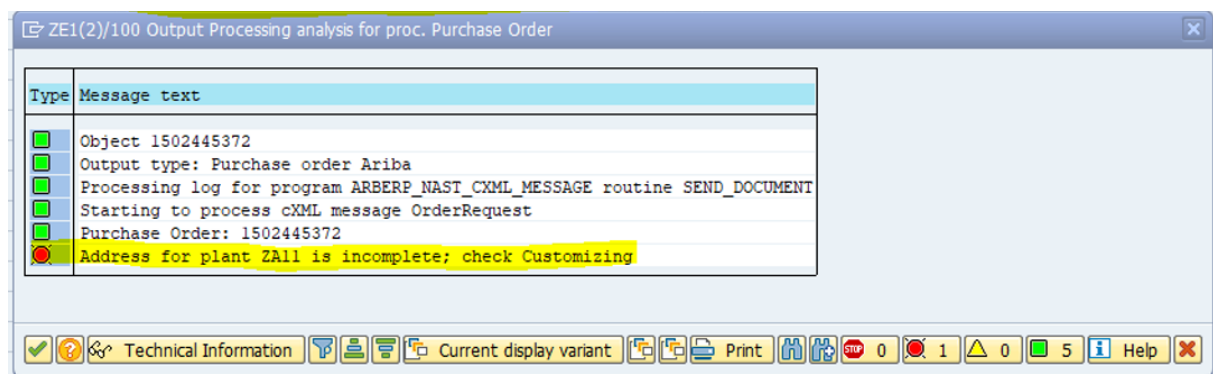 ZE1(2)/100 Output Processing analysis for proc. Purchase Order
Type Message text
Object 1502445372
Output type: Purchase order Ariba
Processing log for program ARBERP_NAST_CXML_MESSAGE routine SEND_DOCUMENT
Starting to process cXML message OrderRequest
Purchase Order: 1502445372
Address for plant ZA11 is incomplete; check Customizing
Technical Information Current display variant Print STOP 0 1 0 5 Help